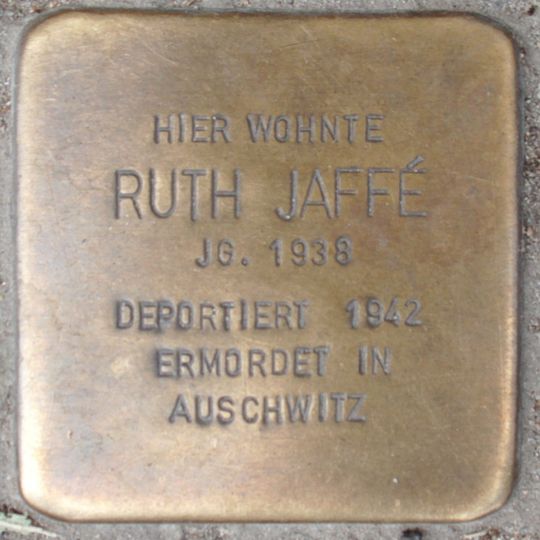 HIER WOHNTE
RUTH JAFFÉ
JG. 1938
DEPORTIERT 1942
ERMORDET IN
AUSCHWITZ